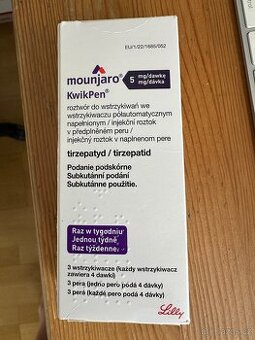 EU/1/22/1685/052
mounjaro®
5 mg/dawkę
mg/dávka
KwikPen®
roztwór do wstrzykiwań we
wstrzykiwaczu półautomatycznym
napełnionym / injekční roztok
v předplněném peru /
injekčný roztok v naplnenom pere
tirzepatyd / tirzepatid
Podanie podskórne
Subkutánní podání
Subkutánne použitie.
Raz w tygodniu
Jednou týdně
Raz týždenne.
3 wstrzykiwacze (każdy wstrzykiwacz
zawiera 4 dawki)
3 pera (jedno pero podá 4 dávky)
3 perá (každé pero podá 4 dávky)
Lilly